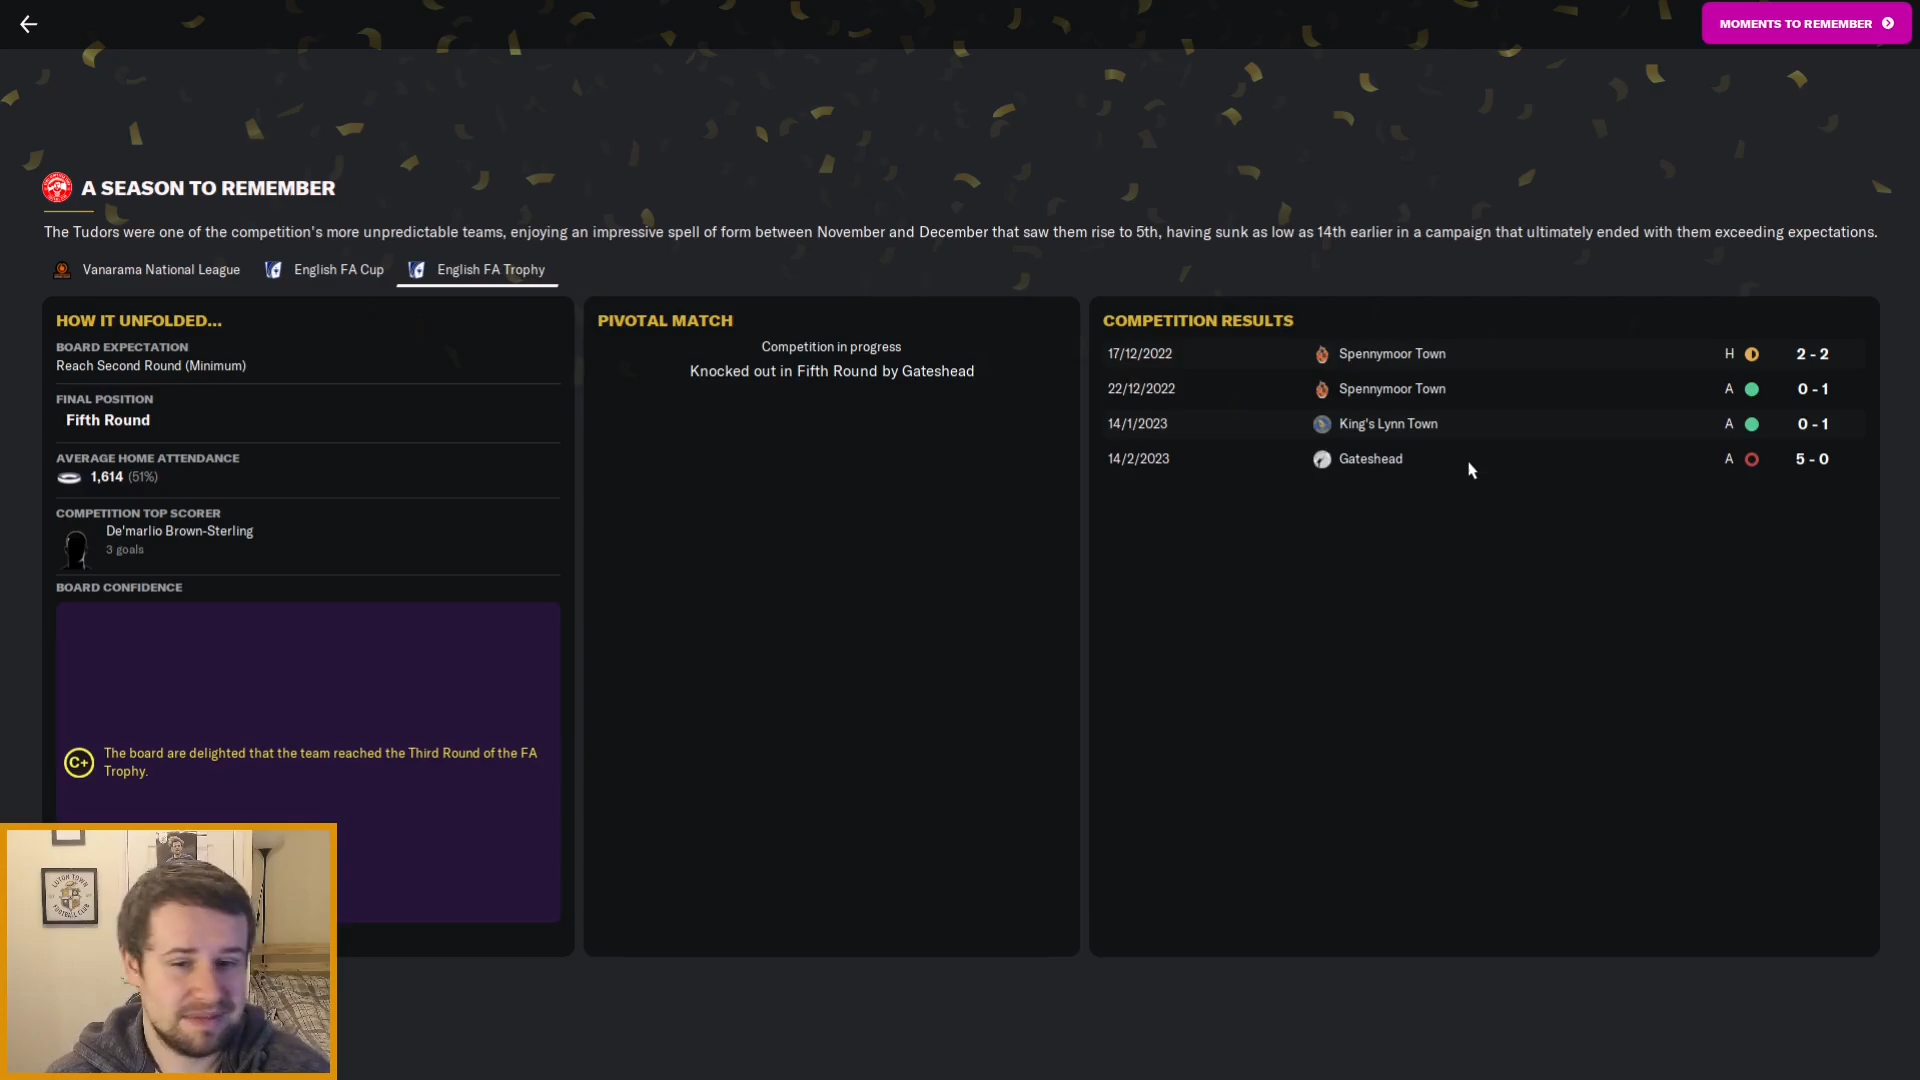 MOMENTS TO REMEMBER
A SEASON TO REMEMBER
The Tudors were one of the competition's more unpredictable teams, enjoying an impressive spell of form between November and December that saw them rise to 5th, having sunk as low as 14th earlier in a campaign that ultimately ended with them exceeding expectations.
Vanarama National League English FA Cup English FA Trophy
HOW IT UNFOLDED...
BOARD EXPECTATION
Reach Second Round (Minimum)
FINAL POSITION
Fifth Round
AVERAGE HOME ATTENDANCE
1,614 (51%)
COMPETITION TOP SCORER
De'marlio Brown-Sterling
3 goals
BOARD CONFIDENCE
C+
The board are delighted that the team reached the Third Round of the FA
Trophy.
PIVOTAL MATCH
Competition in progress
Knocked out in Fifth Round by Gateshead
COMPETITION RESULTS
17/12/2022 Spennymoor Town H 2 - 2
22/12/2022 Spennymoor Town A 0 - 1
14/1/2023 King's Lynn Town A 0 - 1
14/2/2023 Gateshead A 5 - 0
LUTON TOWN
FOOTBALL CLUB